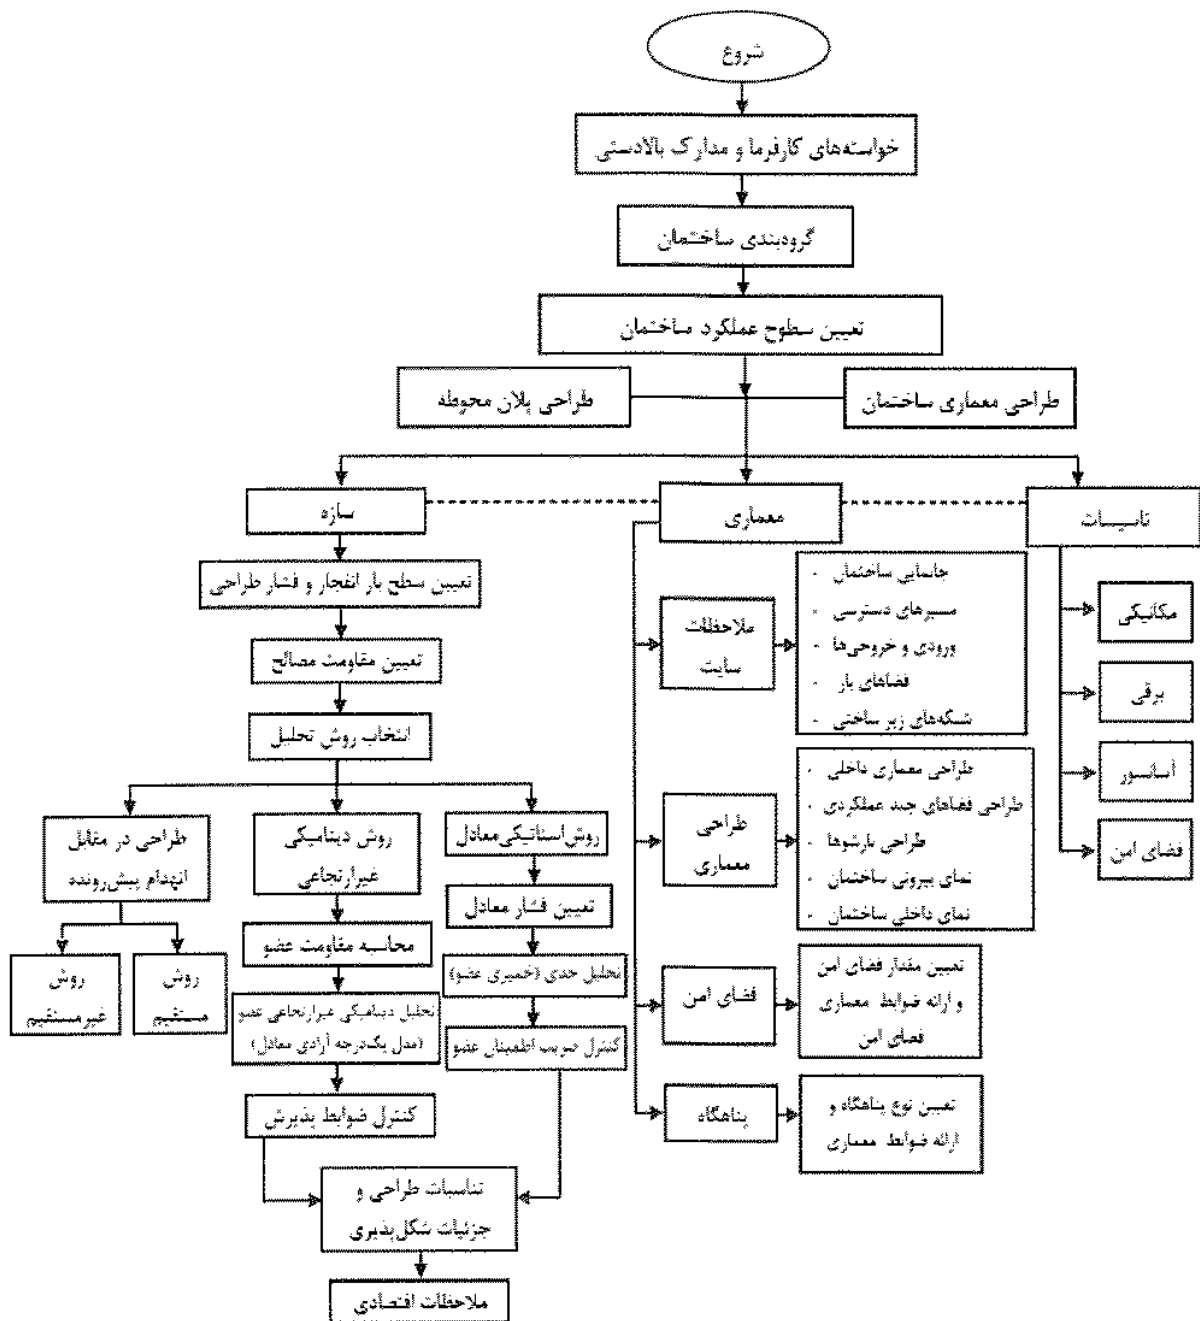 شروع
خواسته‌های کارفرما و مدارک بالادستی
گروه‌بندی ساختمان
تعیین سطوح عملکرد ساختمان
طراحی معماری ساختمان
طراحی پلان محوطه
تاسیسات
معماری
سازه
مکانیکی
برقی
آسانسور
فضای امن
ملاحظات
سایت
جانمایی ساختمان
مسیرهای دسترسی
ورودی و خروجی‌ها
فضاهای باز
شبکه‌های زیر ساختی
طراحی
معماری
طراحی معماری داخلی
طراحی فضاهای چند عملکردی
طراحی بازشوها
نمای بیرونی ساختمان
نمای داخلی ساختمان
فضای امن
تعیین مقدار فضای امن
و ارائه ضوابط معماری
فضای امن
پناهگاه
تعیین نوع پناهگاه و
ارائه ضوابط معماری
تعیین سطح بار انفجار و فشار طراحی
تعیین مقاومت مصالح
انتخاب روش تحلیل
روش استاتیکی معادل
تعیین فشار معادل
تحلیل حدی (خمیری عضو)
کنترل ضریب اطمینان عضو
روش دینامیکی
غیرارتجاعی
محاسبه مقاومت عضو
تحلیل دینامیکی غیرارتجاعی عضو
(مدل یک‌درجه آزادی معادل)
کنترل ضوابط پذیرش
طراحی در مقابل
انهدام پیش‌رونده
روش
مستقیم
روش
غیرمستقیم
تناسبات طراحی و
جزئیات شکل‌پذیری
ملاحظات اقتصادی